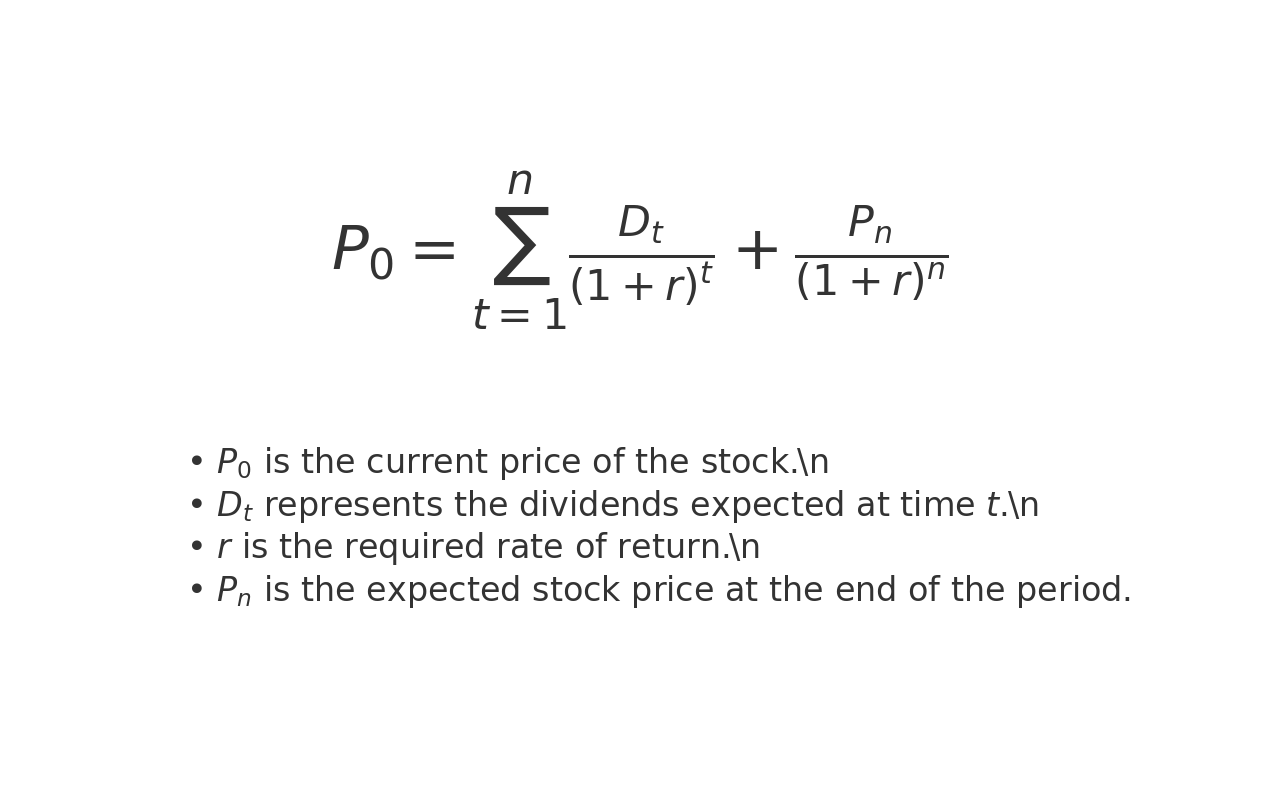 $P_0 = \sum_{t=1}^{n} \frac{D_t}{(1+r)^t} + \frac{P_n}{(1+r)^n}$
• $P_0$ is the current price of the stock.\n
• $D_t$ represents the dividends expected at time $t$.\n
• $r$ is the required rate of return.\n
• $P_n$ is the expected stock price at the end of the period.